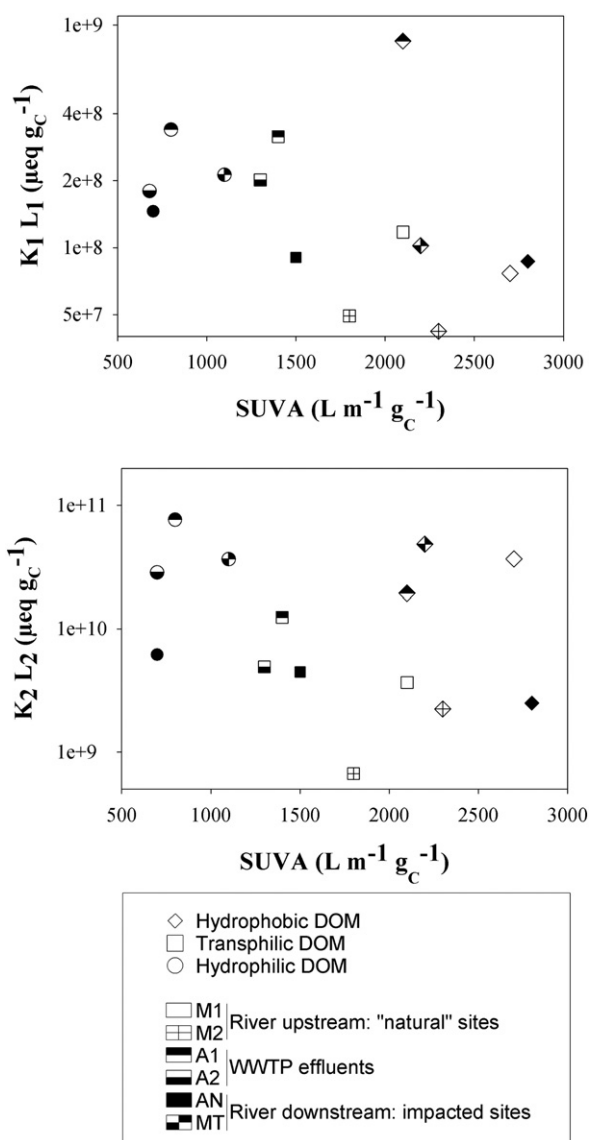 1e+9
4e+8
2e+8
1e+8
5e+7
K1 L1 (µeq gC-1)
500 1000 1500 2000 2500 3000
SUVA (L m-1 gC-1)
1e+11
1e+10
1e+9
K2 L2 (µeq gC-1)
500 1000 1500 2000 2500 3000
SUVA (L m-1 gC-1)
Hydrophobic DOM
Transphilic DOM
Hydrophilic DOM
M1
M2
River upstream: "natural" sites
A1
A2
WWTP effluents
AN
MT
River downstream: impacted sites